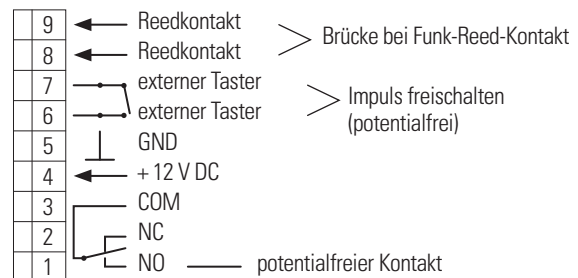 9 Reedkontakt
8 Reedkontakt
Brücke bei Funk-Reed-Kontakt
7 externer Taster
6 externer Taster
Impuls freischalten
(potentialfrei)
5 GND
4 + 12 V DC
3 COM
2 NC
1 NO potentialfreier Kontakt